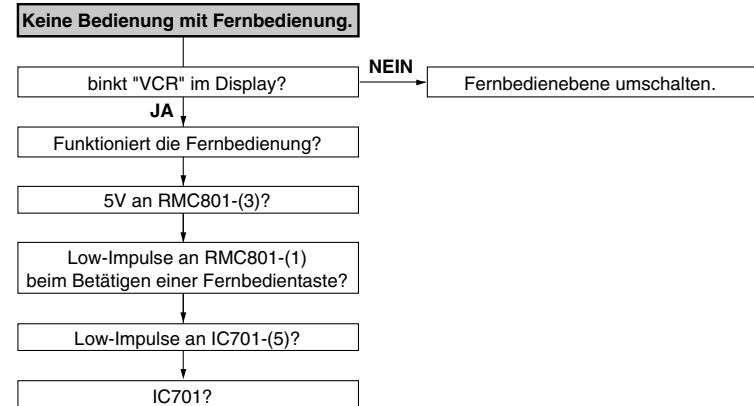 Keine Bedienung mit Fernbedienung.
binkt "VCR" im Display?
NEIN
Fernbedienebene umschalten.
JA
Funktioniert die Fernbedienung?
5V an RMC801-(3)?
Low-Impulse an RMC801-(1)
beim Betätigen einer Fernbedientaste?
Low-Impulse an IC701-(5)?
IC701?